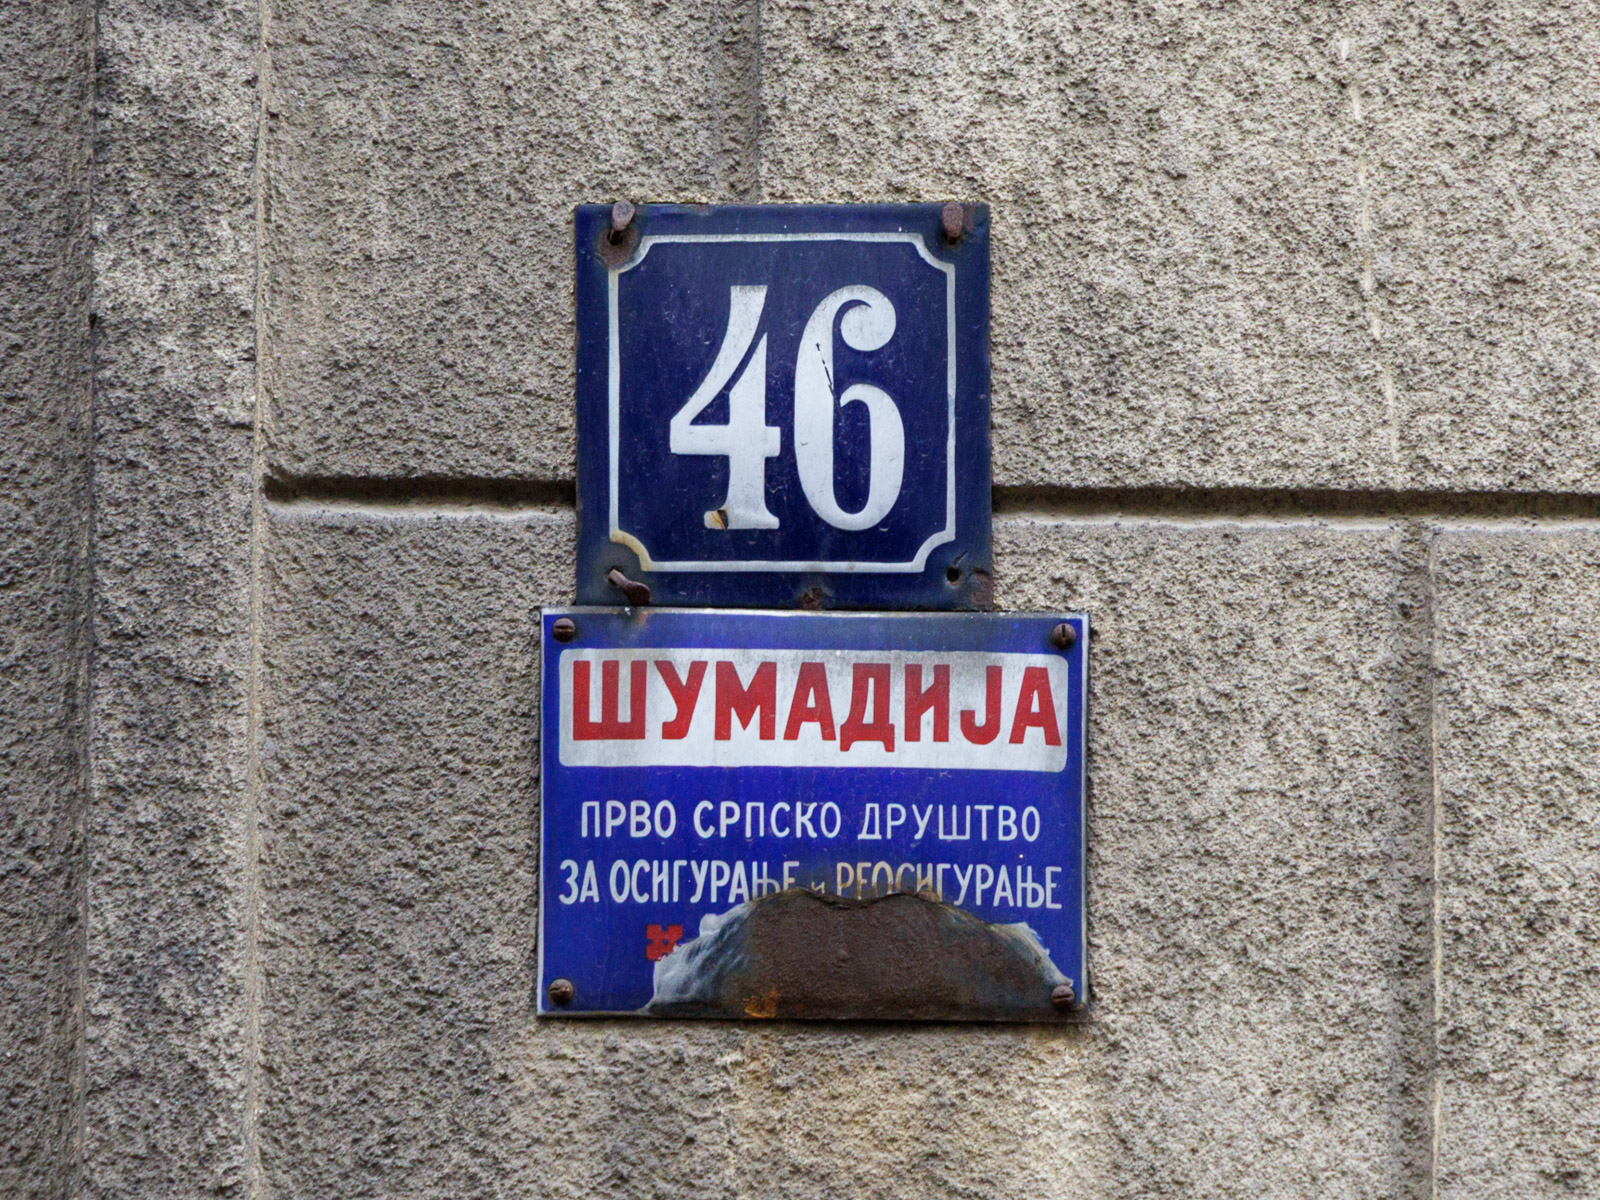 46
ШУМАДИЈА
ПРВО СРПСКО ДРУШТВО
ЗА ОСИГУРАЊЕ и РЕОСИГУРАЊЕ